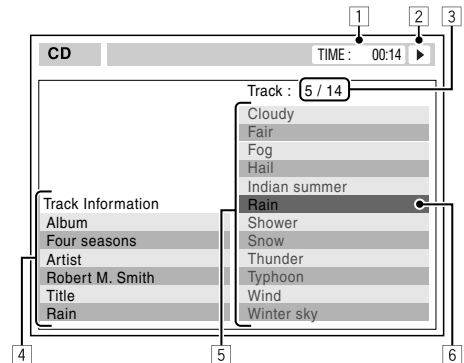 1 2 3
CD TIME : 00:14
Track : 5 / 14
Cloudy
Fair
Fog
Hail
Indian summer
Rain
Shower
Snow
Thunder
Typhoon
Wind
Winter sky
Track Information
Album
Four seasons
Artist
Robert M. Smith
Title
Rain
4 5 6